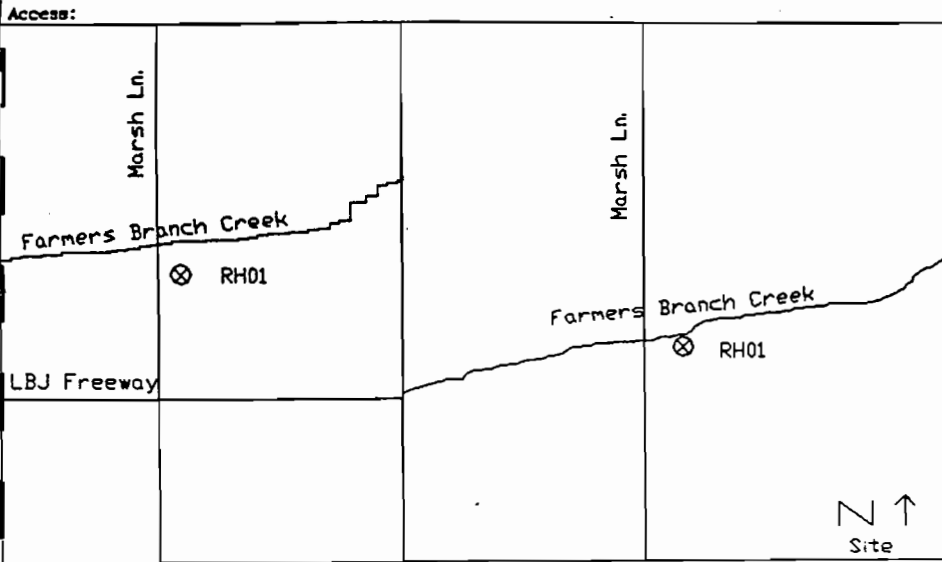 Access:
Marsh Ln.
Farmers Branch Creek
RH01
LBJ Freeway
Marsh Ln.
Farmers Branch Creek
RH01
N
Site